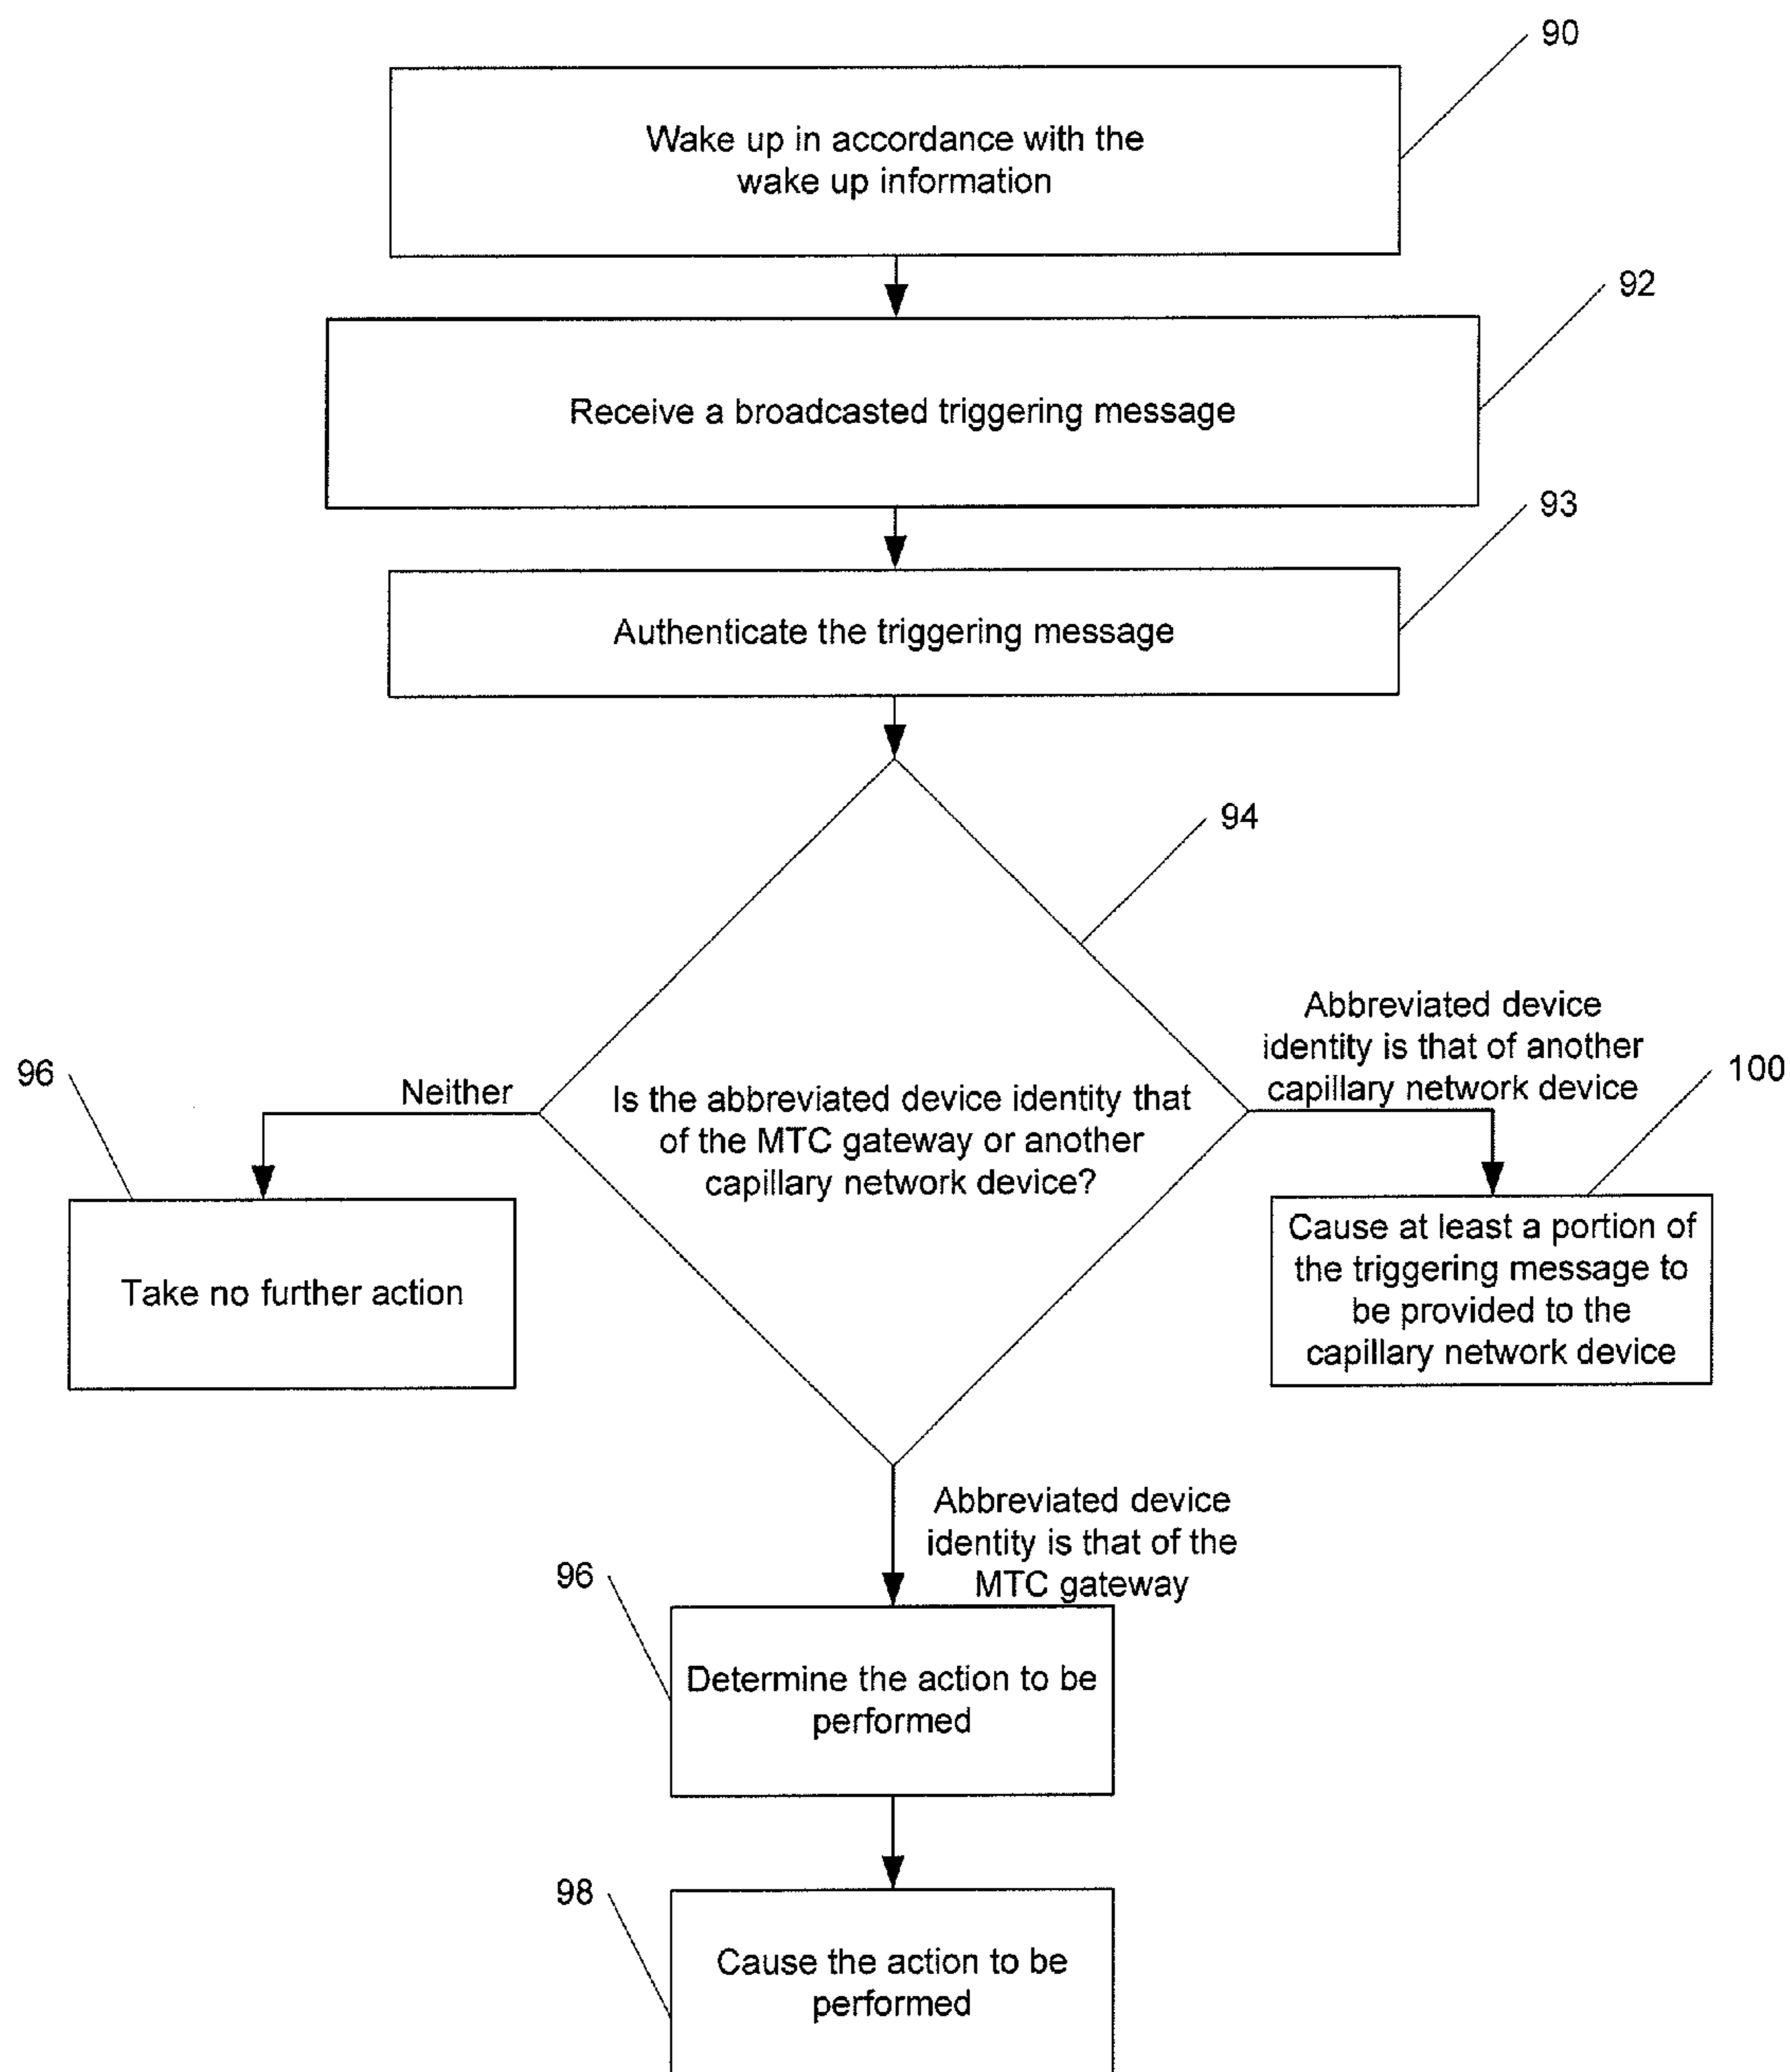 90
Wake up in accordance with the
wake up information
92
Receive a broadcasted triggering message
93
Authenticate the triggering message
94
Abbreviated device
identity is that of another
capillary network device
100
96
Neither
Is the abbreviated device identity that
of the MTC gateway or another
capillary network device?
Take no further action
Cause at least a portion of
the triggering message to
be provided to the
capillary network device
Abbreviated device
identity is that of the
MTC gateway
96
Determine the action to be
performed
98
Cause the action to be
performed